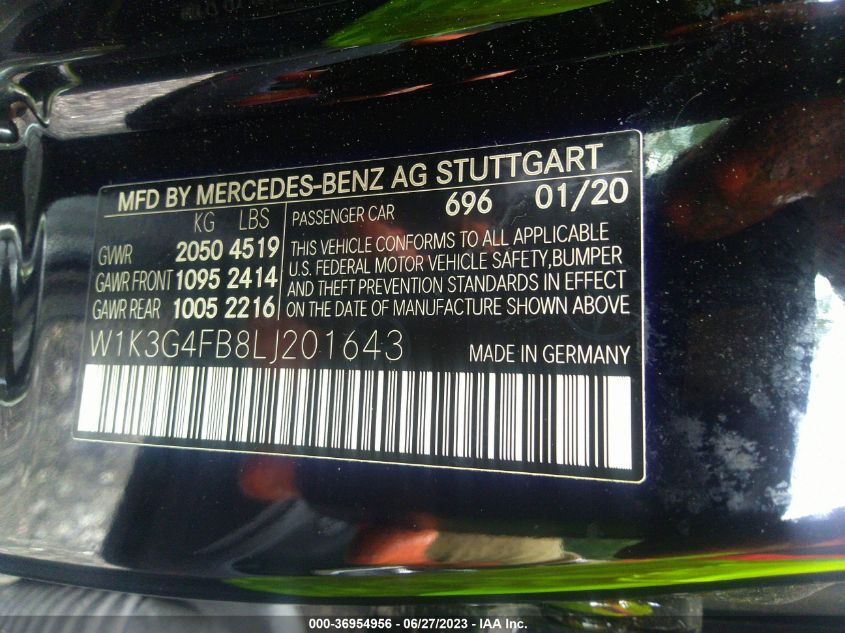 MFD BY MERCEDES-BENZ AG STUTTGART
KG LBS
GVWR 2050 4519
GAWR FRONT 1095 2414
GAWR REAR 1005 2216
PASSENGER CAR 696 01/20
THIS VEHICLE CONFORMS TO ALL APPLICABLE
U.S. FEDERAL MOTOR VEHICLE SAFETY,BUMPER
AND THEFT PREVENTION STANDARDS IN EFFECT
ON THE DATE OF MANUFACTURE SHOWN ABOVE
W1K3G4FB8LJ201643 MADE IN GERMANY
000-36954956 - 06/27/2023 - IAA Inc.